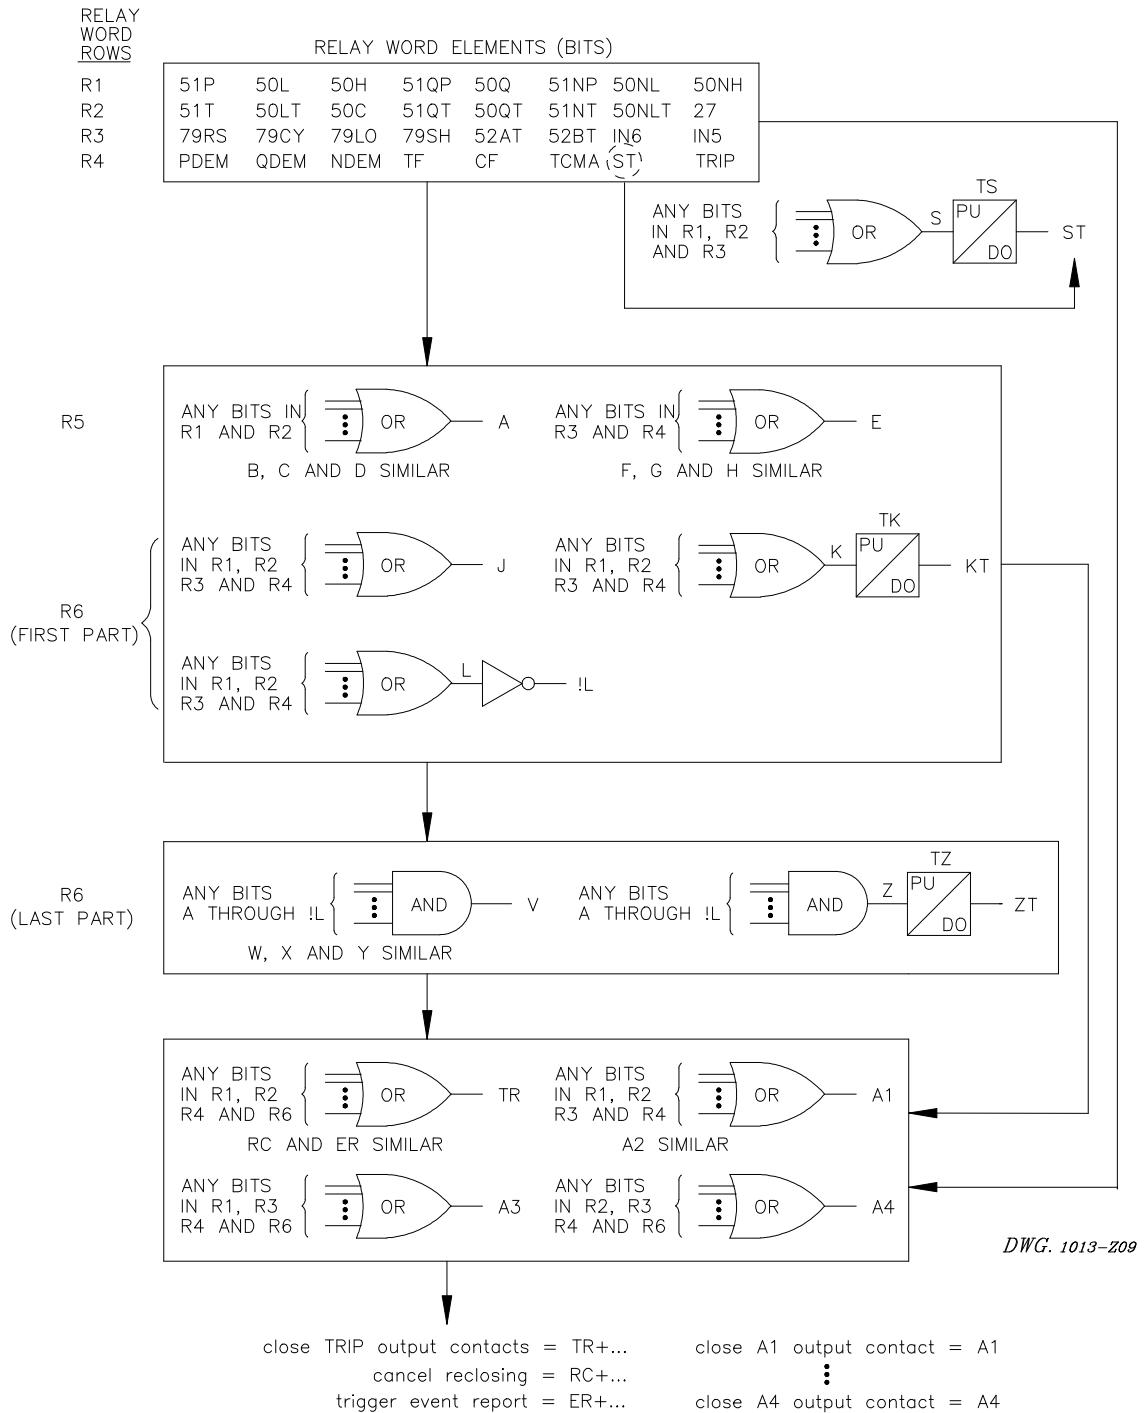 RELAY
WORD
ROWS
RELAY WORD ELEMENTS (BITS)
R1 51P 50L 50H 51QP 50Q 51NP 50NL 50NH
R2 51T 50LT 50C 51QT 50QT 51NT 50NLT 27
R3 79RS 79CY 79LO 79SH 52AT 52BT IN6 IN5
R4 PDEM QDEM NDEM TF CF TCMA ST TRIP
ANY BITS
IN R1, R2
AND R3
OR
S
TS
PU
DO
ST
R5
ANY BITS IN
R1 AND R2
OR
A
B, C AND D SIMILAR
ANY BITS IN
R3 AND R4
OR
E
F, G AND H SIMILAR
R6
(FIRST PART)
ANY BITS
IN R1, R2
R3 AND R4
OR
J
ANY BITS
IN R1, R2
R3 AND R4
OR
K
TK
PU
DO
KT
ANY BITS
IN R1, R2
R3 AND R4
OR
L
!L
R6
(LAST PART)
ANY BITS
A THROUGH !L
AND
V
W, X AND Y SIMILAR
ANY BITS
A THROUGH !L
AND
Z
TZ
PU
DO
ZT
ANY BITS
IN R1, R2
R4 AND R6
OR
TR
RC AND ER SIMILAR
ANY BITS
IN R1, R2
R3 AND R4
OR
A1
A2 SIMILAR
ANY BITS
IN R1, R3
R4 AND R6
OR
A3
ANY BITS
IN R2, R3
R4 AND R6
OR
A4
DWG. 1013-Z09
close TRIP output contacts = TR+...
cancel reclosing = RC+...
trigger event report = ER+...
close A1 output contact = A1
close A4 output contact = A4